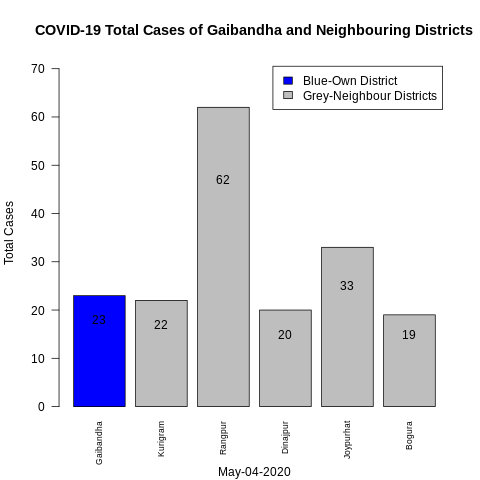 COVID-19 Total Cases of Gaibandha and Neighbouring Districts
Blue-Own District
Grey-Neighbour Districts
Total Cases
70
60
50
40
30
20
10
0
23
22
62
20
33
19
Gaibandha
Kurigram
Rangpur
Dinajpur
Joypurhat
Bogura
May-04-2020